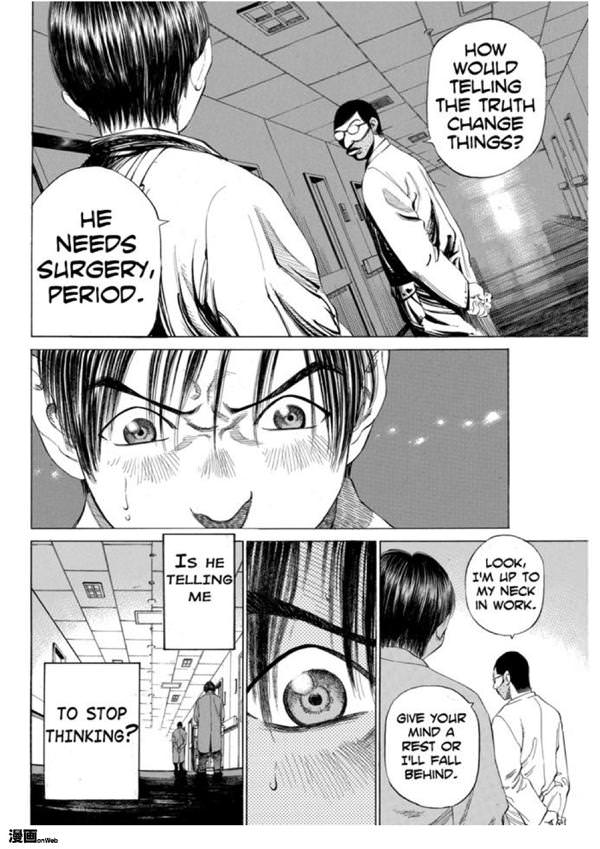 HOW
WOULD
TELLING
THE TRUTH
CHANGE
THINGS?
HE
NEEDS
SURGERY,
PERIOD.
LOOK,
I'M UP TO
MY NECK
IN WORK.
GIVE YOUR
MIND A
REST OR
I'LL FALL
BEHIND.
IS HE
TELLING
ME
TO STOP
THINKING?
漫画onWeb